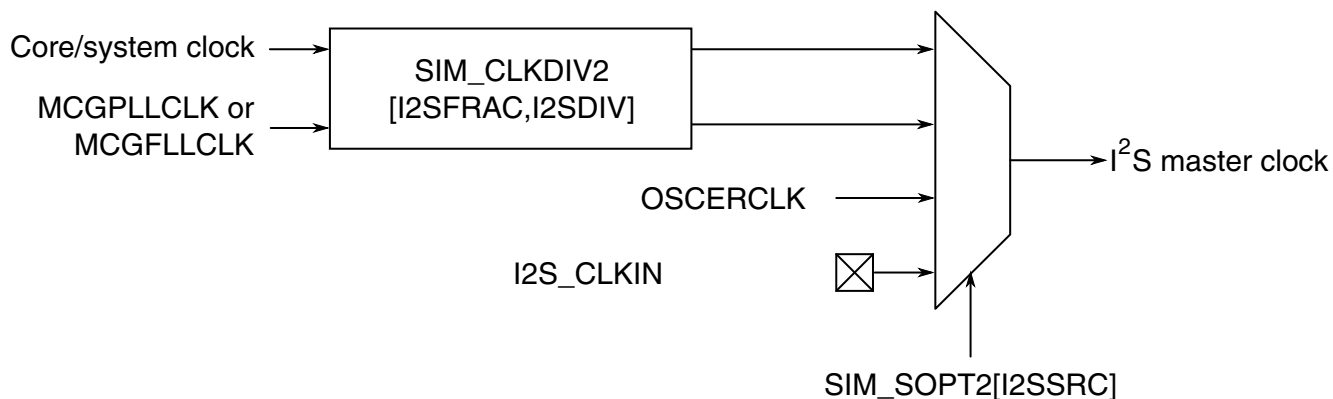 Core/system clock
SIM_CLKDIV2
[I2SFRAC,I2SDIV]
MCGPLLCLK or
MCGFLLCLK
I²S master clock
OSCERCLK
I2S_CLKIN
SIM_SOPT2[I2SSRC]